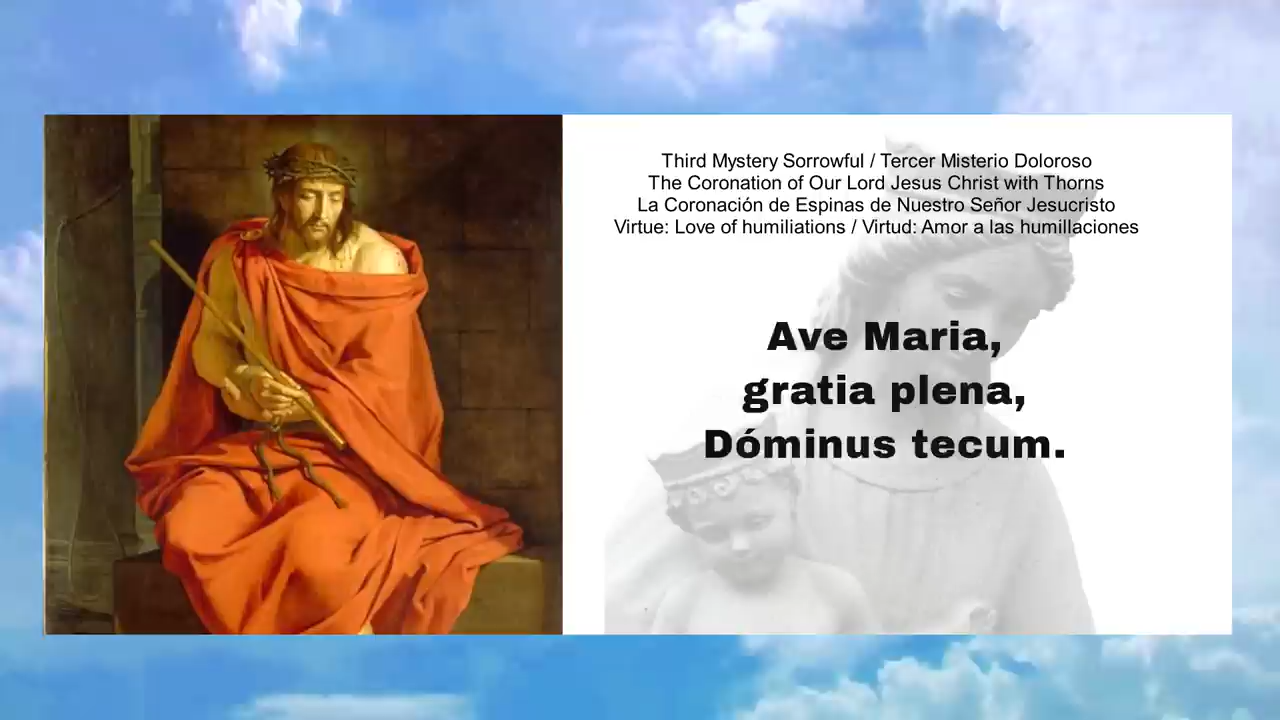 Third Mystery Sorrowful / Tercer Misterio Doloroso
The Coronation of Our Lord Jesus Christ with Thorns
La Coronación de Espinas de Nuestro Señor Jesucristo
Virtue: Love of humiliations / Virtud: Amor a las humillaciones
Ave Maria,
gratia plena,
Dóminus tecum.